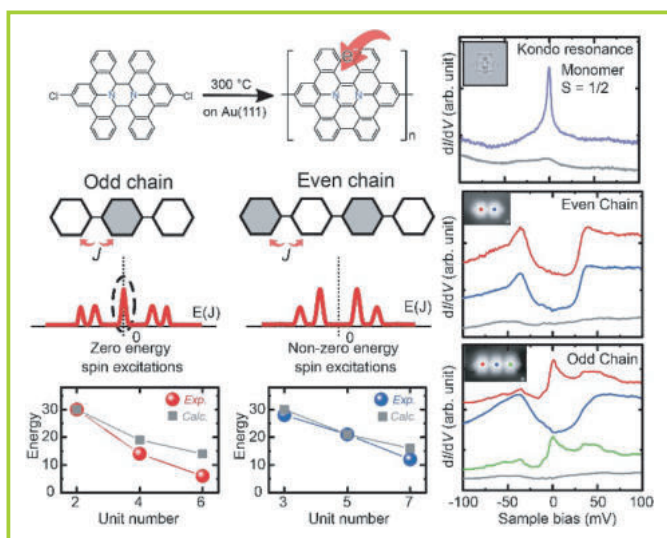 Cl
N
N
Cl
300 °C
on Au(111)
e
N
N
n
Odd chain
J
E(J)
0
Zero energy
spin excitations
Even chain
J
E(J)
0
Non-zero energy
spin excitations
Energy
30
20
10
0
Exp.
Calc.
2 4 6
Unit number
Energy
30
20
10
0
Exp.
Calc.
3 5 7
Unit number
dI/dV (arb. unit)
Kondo resonance
Monomer
S = 1/2
dI/dV (arb. unit)
Even Chain
dI/dV (arb. unit)
Odd Chain
-100 -50 0 50 100
Sample bias (mV)